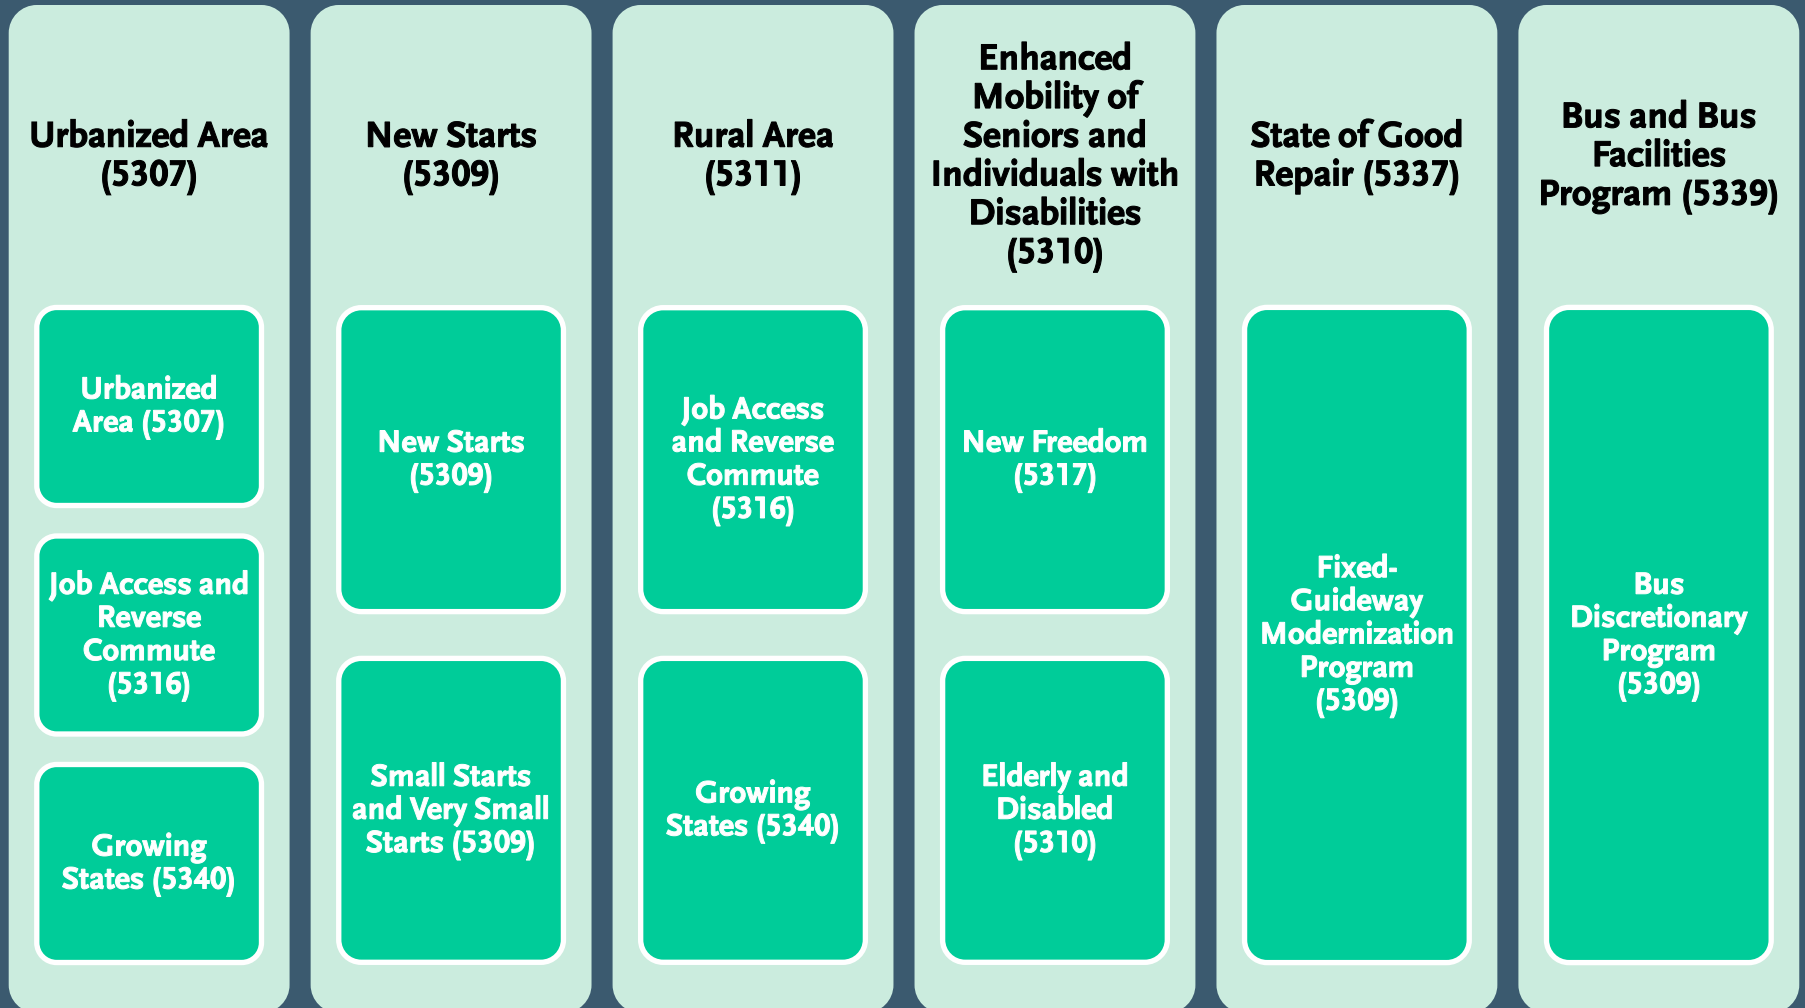 Urbanized Area
(5307)
Urbanized
Area (5307)
Job Access and
Reverse
Commute
(5316)
Growing
States (5340)
New Starts
(5309)
New Starts
(5309)
Small Starts
and Very Small
Starts (5309)
Rural Area
(5311)
Job Access
and Reverse
Commute
(5316)
Growing
States (5340)
Enhanced
Mobility of
Seniors and
Individuals with
Disabilities
(5310)
New Freedom
(5317)
Elderly and
Disabled
(5310)
State of Good
Repair (5337)
Fixed-
Guideway
Modernization
Program
(5309)
Bus and Bus
Facilities
Program (5339)
Bus
Discretionary
Program
(5309)